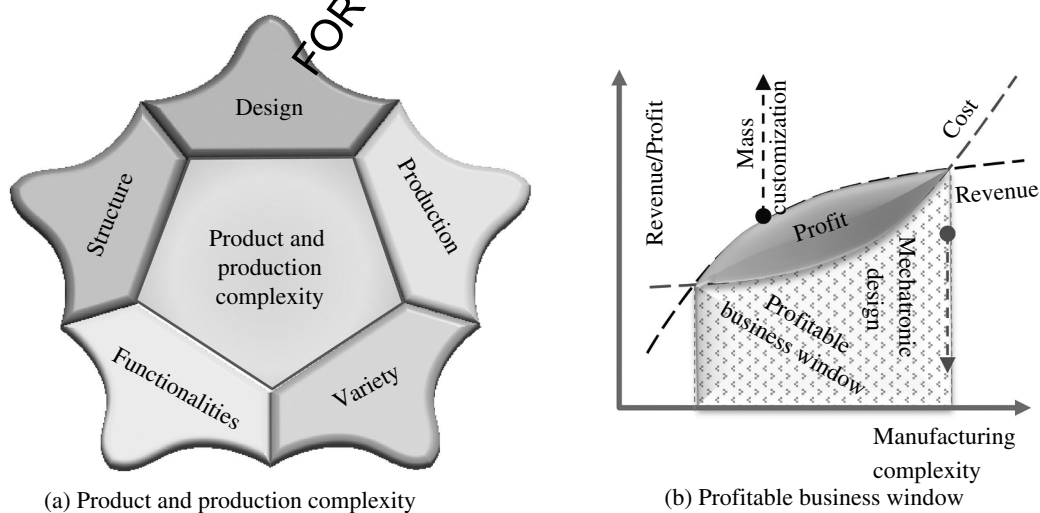 FOR
Design
Structure
Production
Product and
production
complexity
Functionalities
Variety
(a) Product and production complexity
Revenue/Profit
Mass
customization
Cost
Revenue
Profit
Mechatronic
design
Profitable
business window
Manufacturing
complexity
(b) Profitable business window